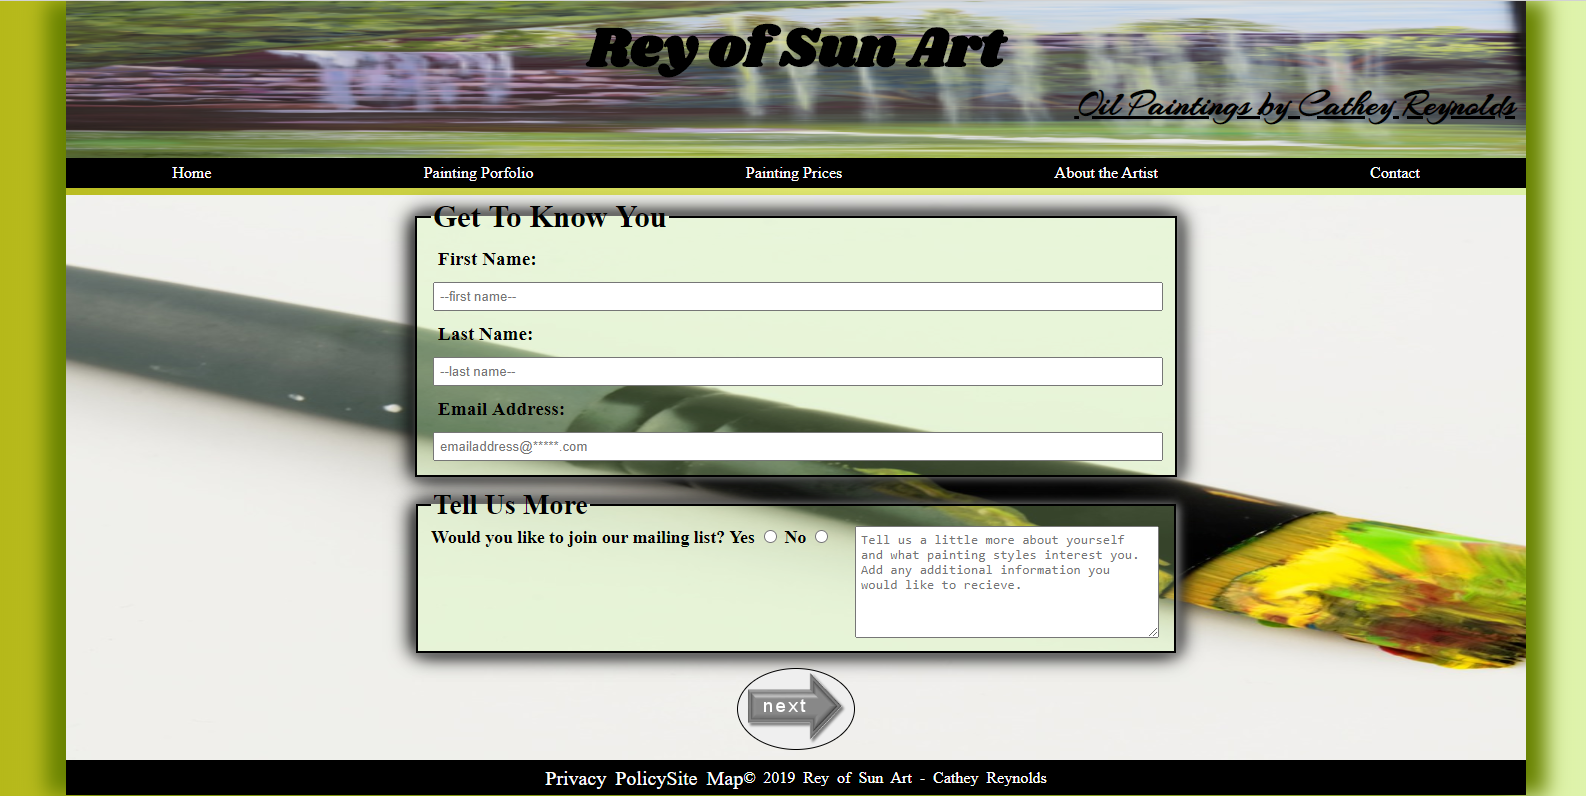 Rey of Sun Art
Oil Paintings by Cathey Reynolds
Home Painting Porfolio Painting Prices About the Artist Contact
Get To Know You
First Name:
--first name--
Last Name:
--last name--
Email Address:
emailaddress@*****.com
Tell Us More
Would you like to join our mailing list? Yes No
Tell us a little more about yourself
and what painting styles interest you.
Add any additional information you
would like to recieve.
next
Privacy PolicySite Map© 2019 Rey of Sun Art - Cathey Reynolds